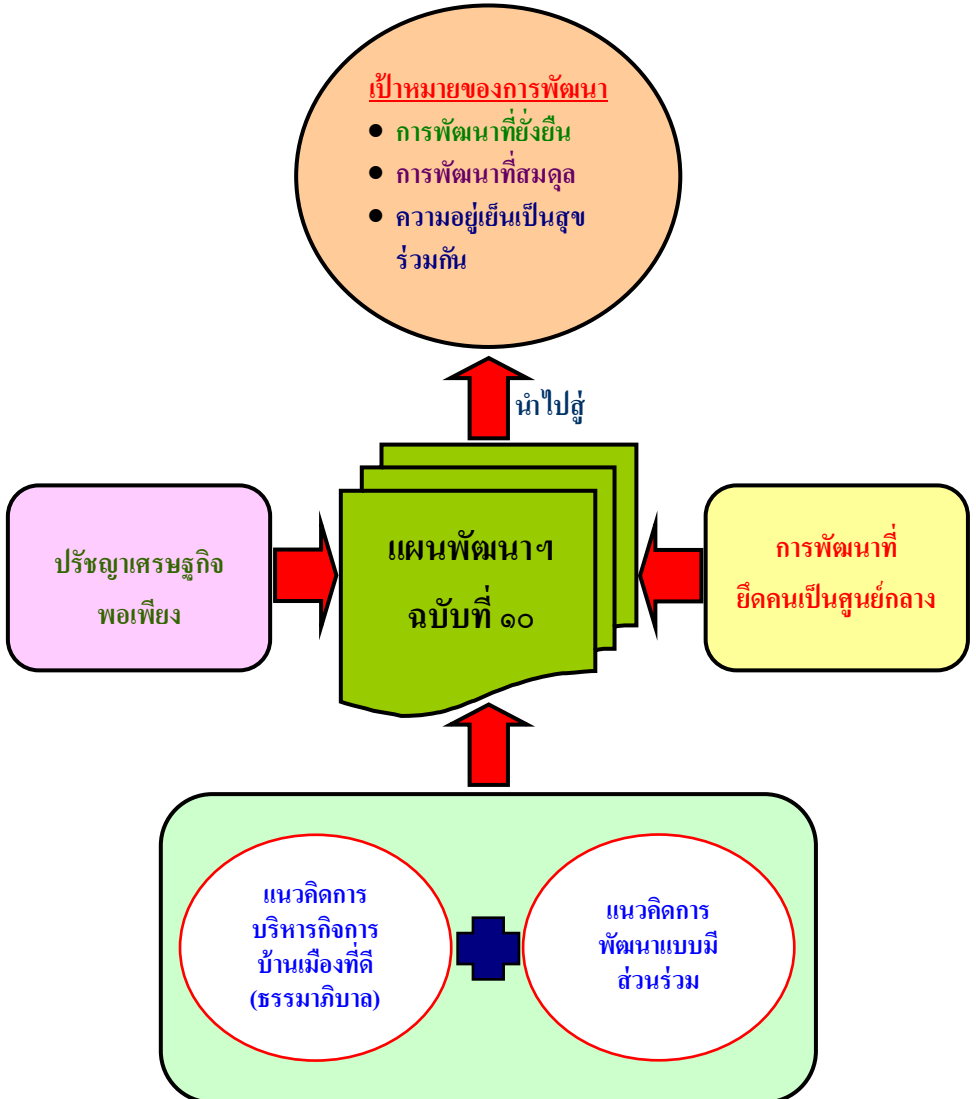 เป้าหมายของการพัฒนา
● การพัฒนาที่ยั่งยืน
● การพัฒนาที่สมดุล
● ความอยู่เย็นเป็นสุข
ร่วมกัน
นำไปสู่
ปรัชญาเศรษฐกิจ
พอเพียง
แผนพัฒนาฯ
ฉบับที่ ๑๐
การพัฒนาที่
ยึดคนเป็นศูนย์กลาง
แนวคิดการ
บริหารกิจการ
บ้านเมืองที่ดี
(ธรรมาภิบาล)
แนวคิดการ
พัฒนาแบบมี
ส่วนร่วม